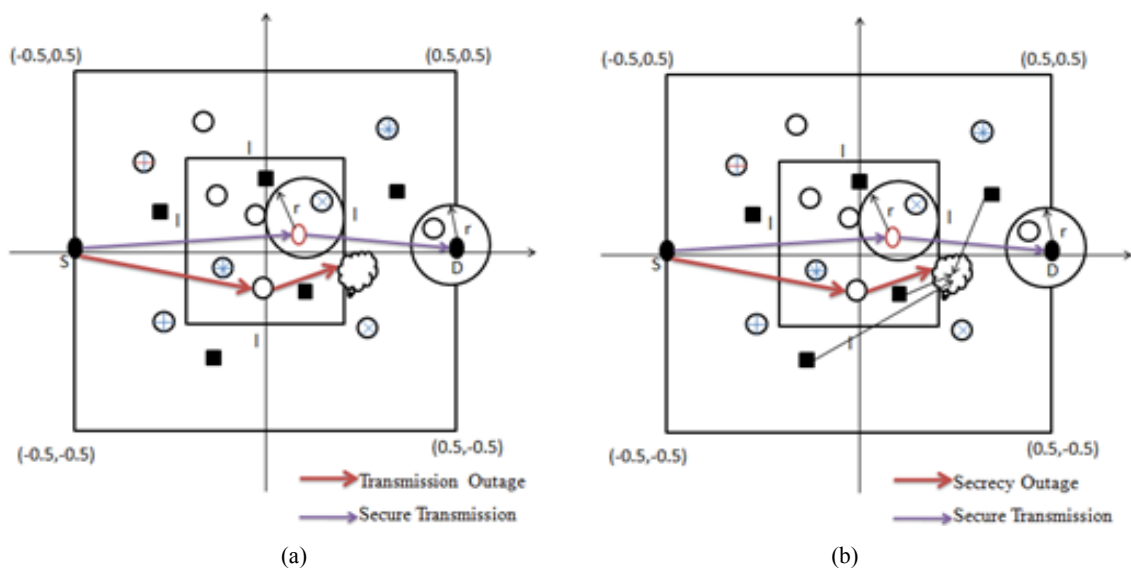 (-0.5,0.5)
(0.5,0.5)
l
l
l
r
r
S
D
l
(-0.5,-0.5)
(0.5,-0.5)
Transmission Outage
Secure Transmission
(a)
(-0.5,0.5)
(0.5,0.5)
l
l
l
r
r
S
D
l
(-0.5,-0.5)
(0.5,-0.5)
Secrecy Outage
Secure Transmission
(b)